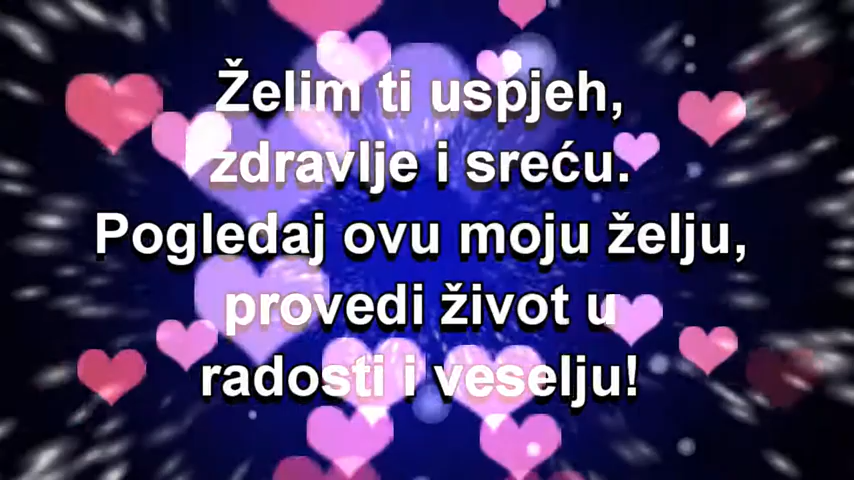 Želim ti uspjeh,
zdravlje i sreću.
Pogledaj ovu moju želju,
provedi život u
radosti i veselju!